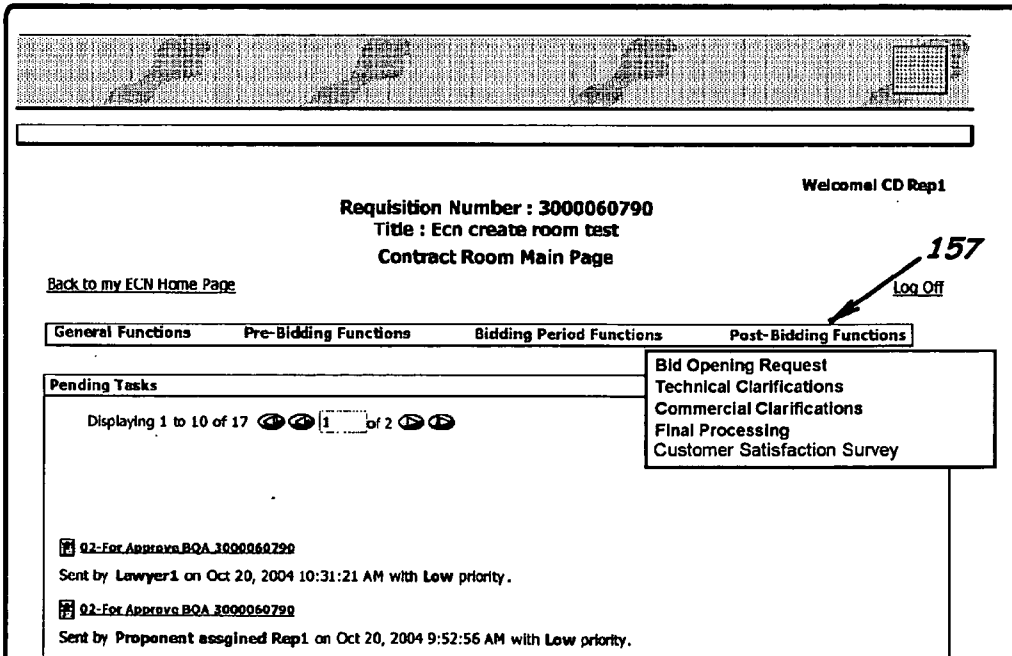 Welcome! CD Rep1
Requisition Number : 3000060790
Title : Ecn create room test
Contract Room Main Page
157
Back to my ECN Home Page
Log Off
General Functions Pre-Bidding Functions Bidding Period Functions Post-Bidding Functions
Bid Opening Request
Technical Clarifications
Commercial Clarifications
Final Processing
Customer Satisfaction Survey
Pending Tasks
Displaying 1 to 10 of 17 1 of 2
02-For Approve BQA 3000060790
Sent by Lawyer1 on Oct 20, 2004 10:31:21 AM with Low priority.
02-For Approve BQA 3000060790
Sent by Proponent assgined Rep1 on Oct 20, 2004 9:52:56 AM with Low priority.